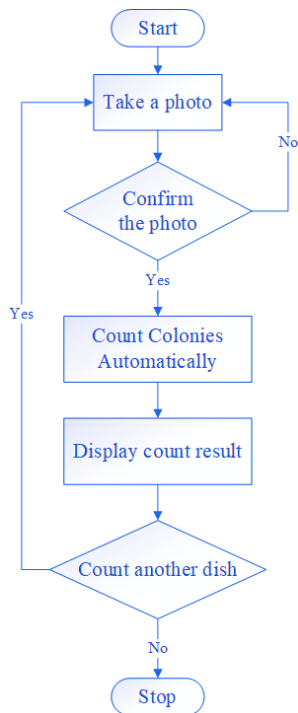 Start
Take a photo
No
Confirm
the photo
Yes
Yes
Count Colonies
Automatically
Display count result
Count another dish
No
Stop